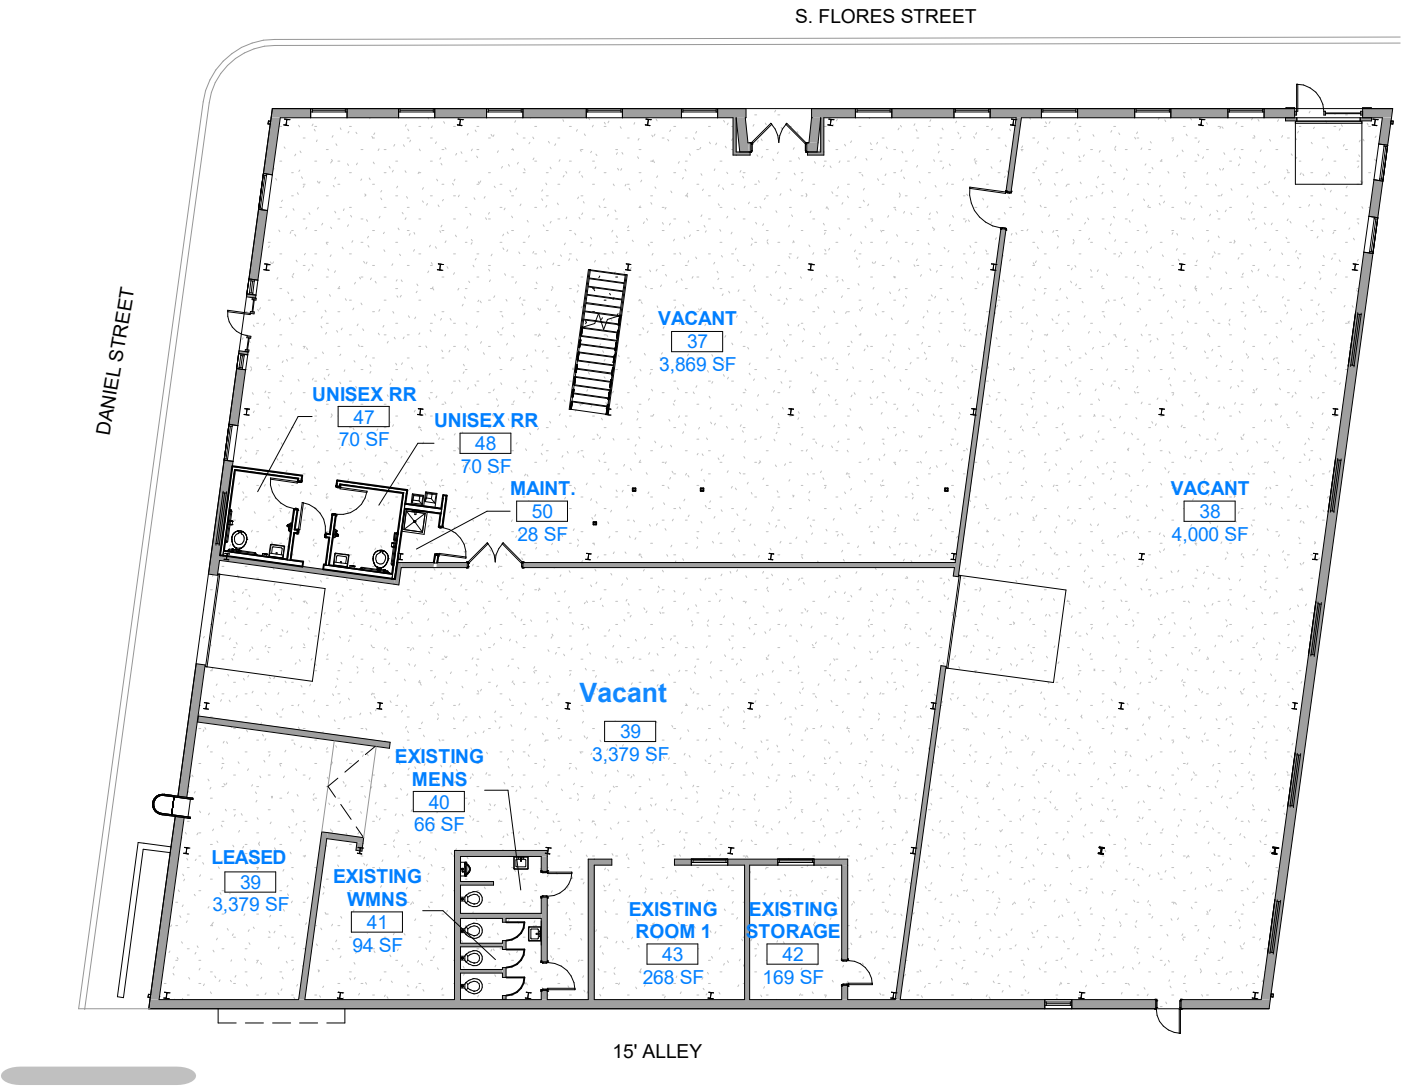 S. FLORES STREET
DANIEL STREET
VACANT
37
3,869 SF
UNISEX RR
47
70 SF
UNISEX RR
48
70 SF
MAINT.
50
28 SF
VACANT
38
4,000 SF
Vacant
39
3,379 SF
EXISTING
MENS
40
66 SF
LEASED
39
3,379 SF
EXISTING
WMNS
41
94 SF
EXISTING
ROOM 1
43
268 SF
EXISTING
STORAGE
42
169 SF
15' ALLEY